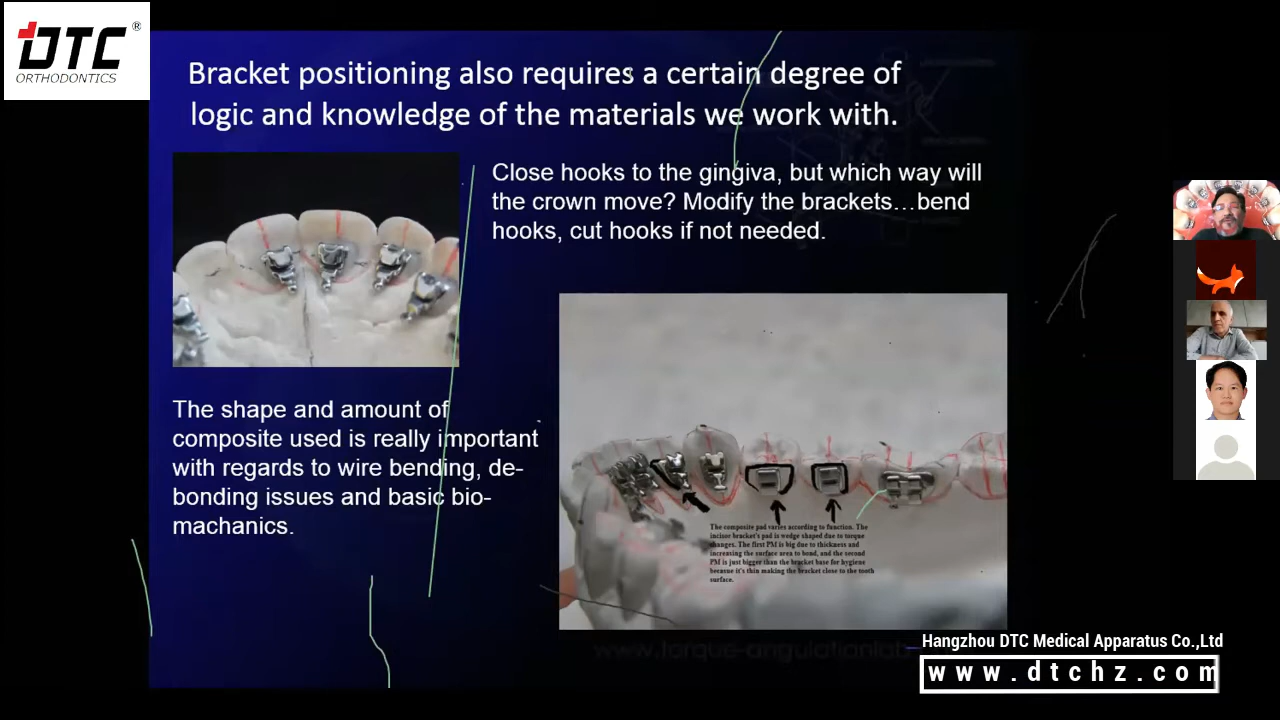 DTC®
ORTHODONTICS
Bracket positioning also requires a certain degree of
logic and knowledge of the materials we work with.
Close hooks to the gingiva, but which way will
the crown move? Modify the brackets…bend
hooks, cut hooks if not needed.
The shape and amount of
composite used is really important
with regards to wire bending, de-
bonding issues and basic bio-
machanics.
The composite pad varies according to function. The
incisor bracket's pad is wedge shaped due to torque
changes. The first PM is big due to thickness and
increasing the surface area to bond, and the second
PM is just bigger than the bracket base for hygiene
because it's thin making the bracket close to the tooth
surface.
www.torque-angulationlab
Hangzhou DTC Medical Apparatus Co.,Ltd
www.dtchz.com